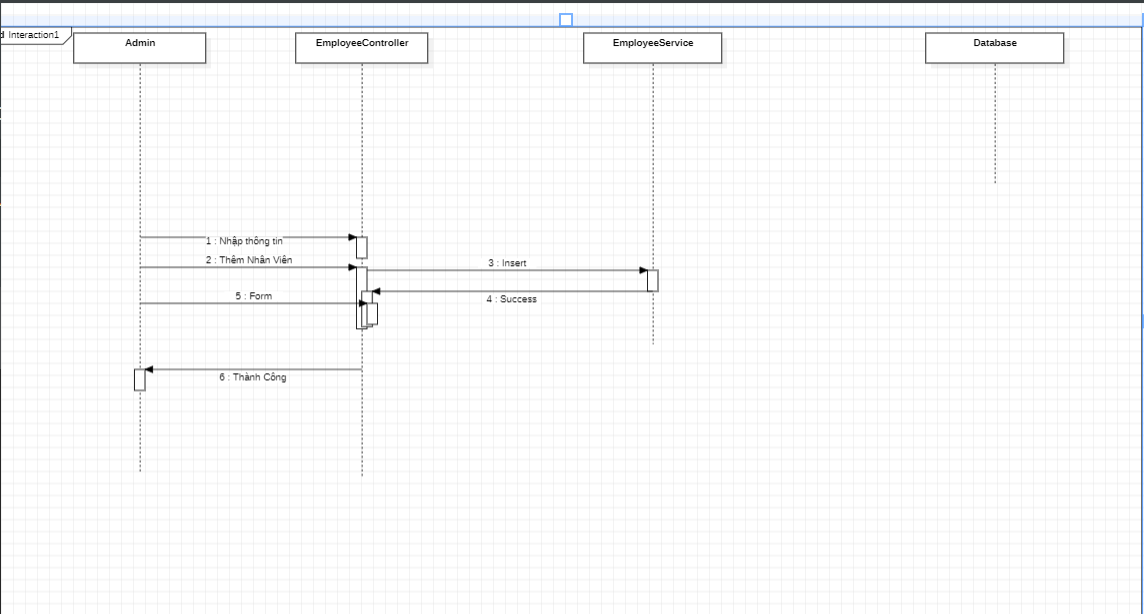 d Interaction1
Admin
EmployeeController
EmployeeService
Database
1 : Nhập thông tin
2 : Thêm Nhân Viên
3 : Insert
4 : Success
5 : Form
6 : Thành Công